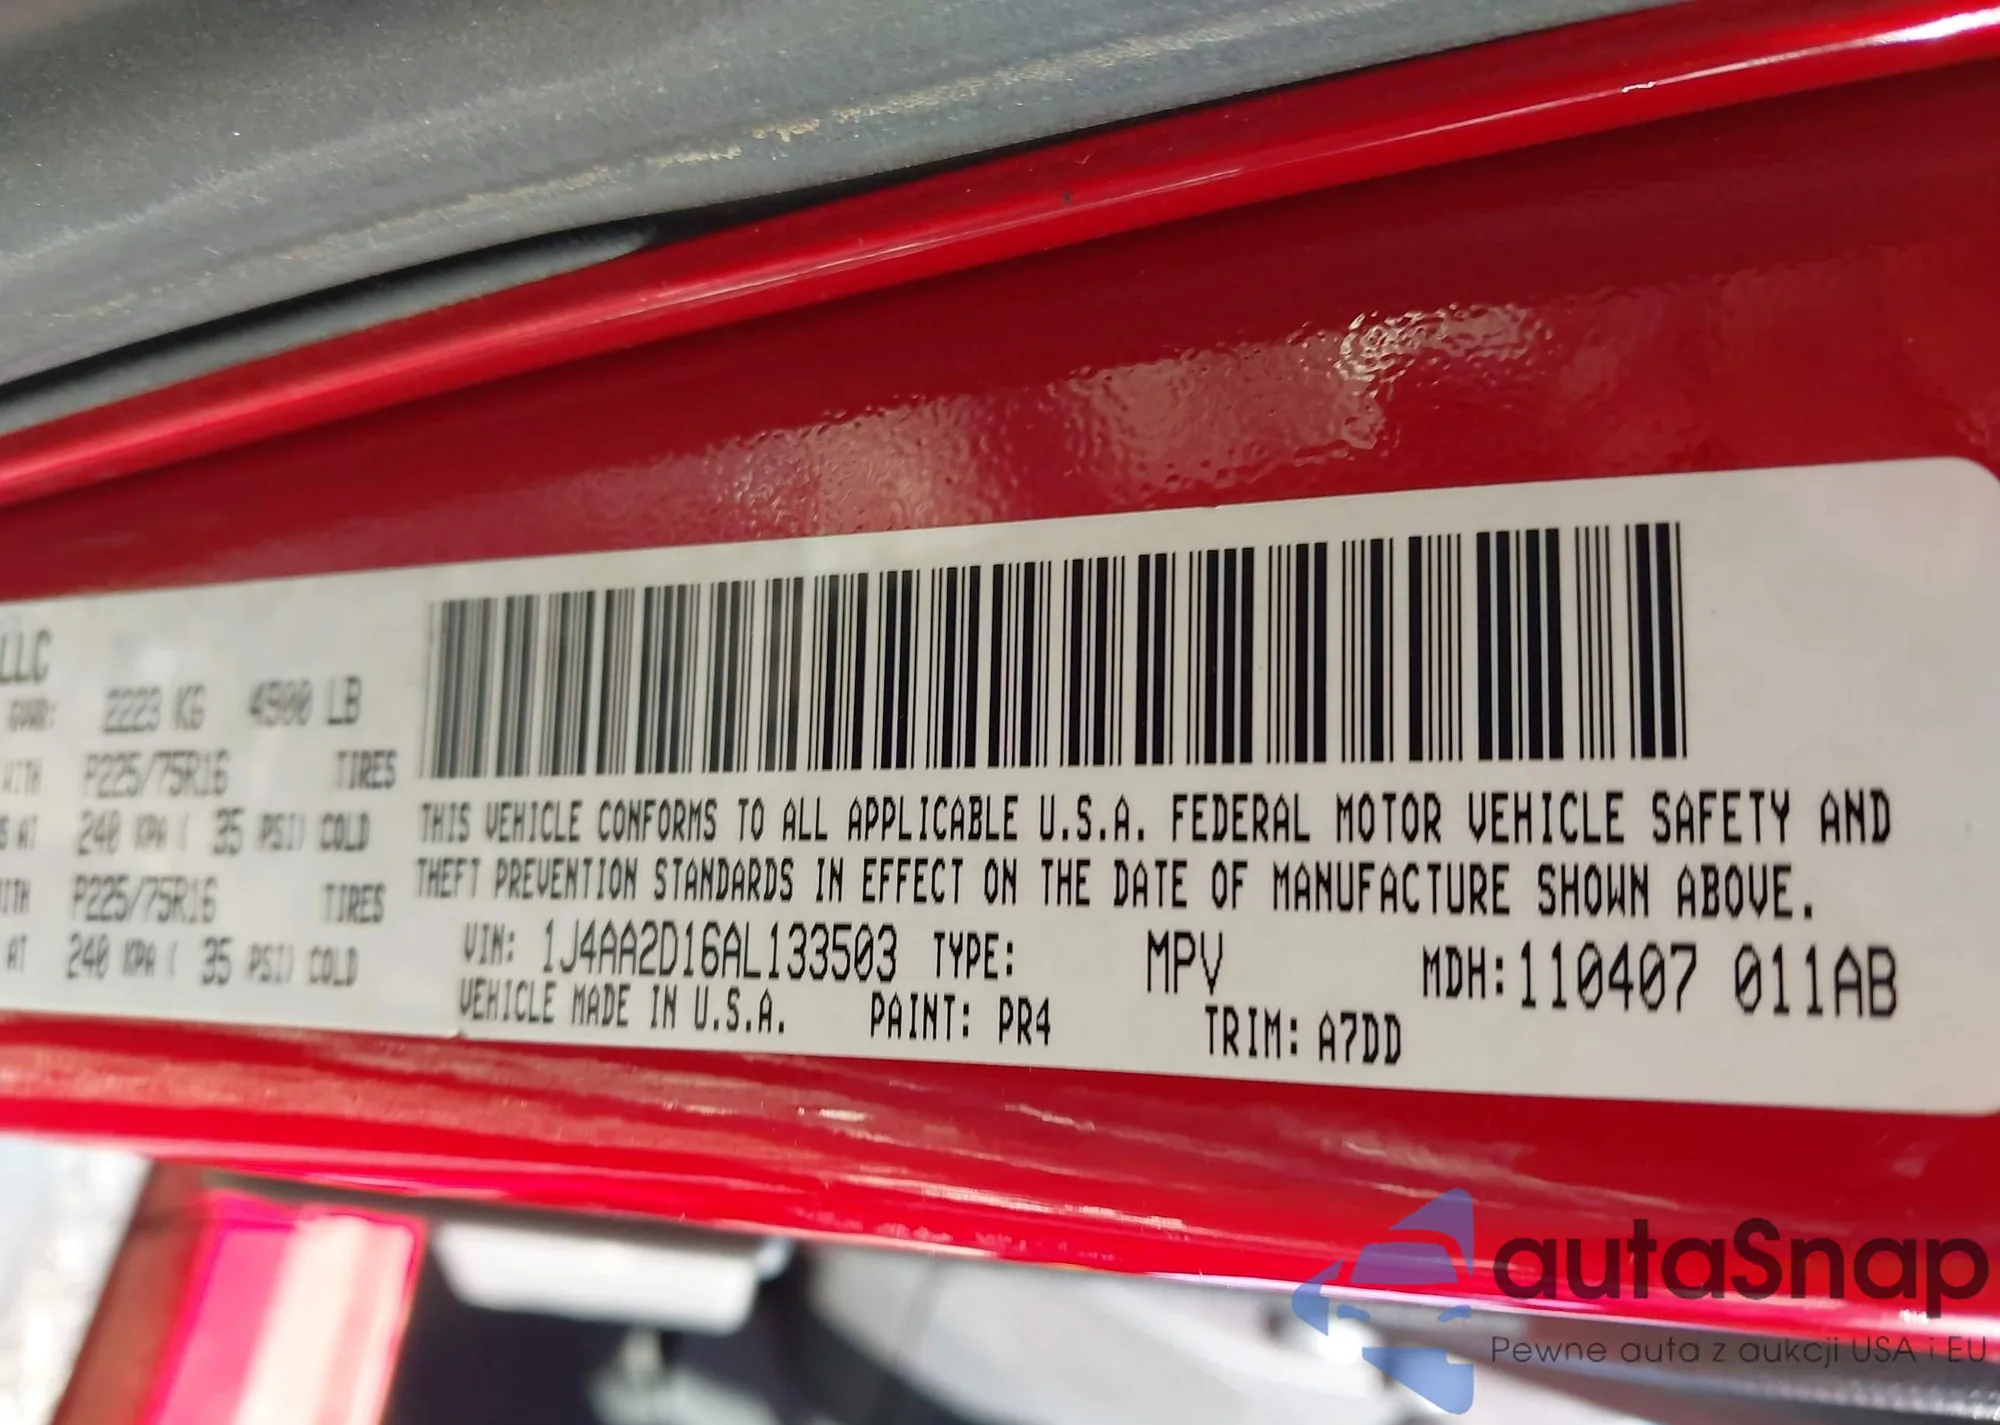 LLC
GVWR: 2223 KG 4900 LB
WITH P225/75R16 TIRES
S AT 240 KPA ( 35 PSI) COLD
WITH P225/75R16 TIRES
AT 240 KPA ( 35 PSI) COLD
THIS VEHICLE CONFORMS TO ALL APPLICABLE U.S.A. FEDERAL MOTOR VEHICLE SAFETY AND
THEFT PREVENTION STANDARDS IN EFFECT ON THE DATE OF MANUFACTURE SHOWN ABOVE.
VIN: 1J4AA2D16AL133503 TYPE: MPV MDH: 110407 011AB
VEHICLE MADE IN U.S.A. PAINT: PR4 TRIM: A7DD
autaSnap
Pewne auta z aukcji USA i EU